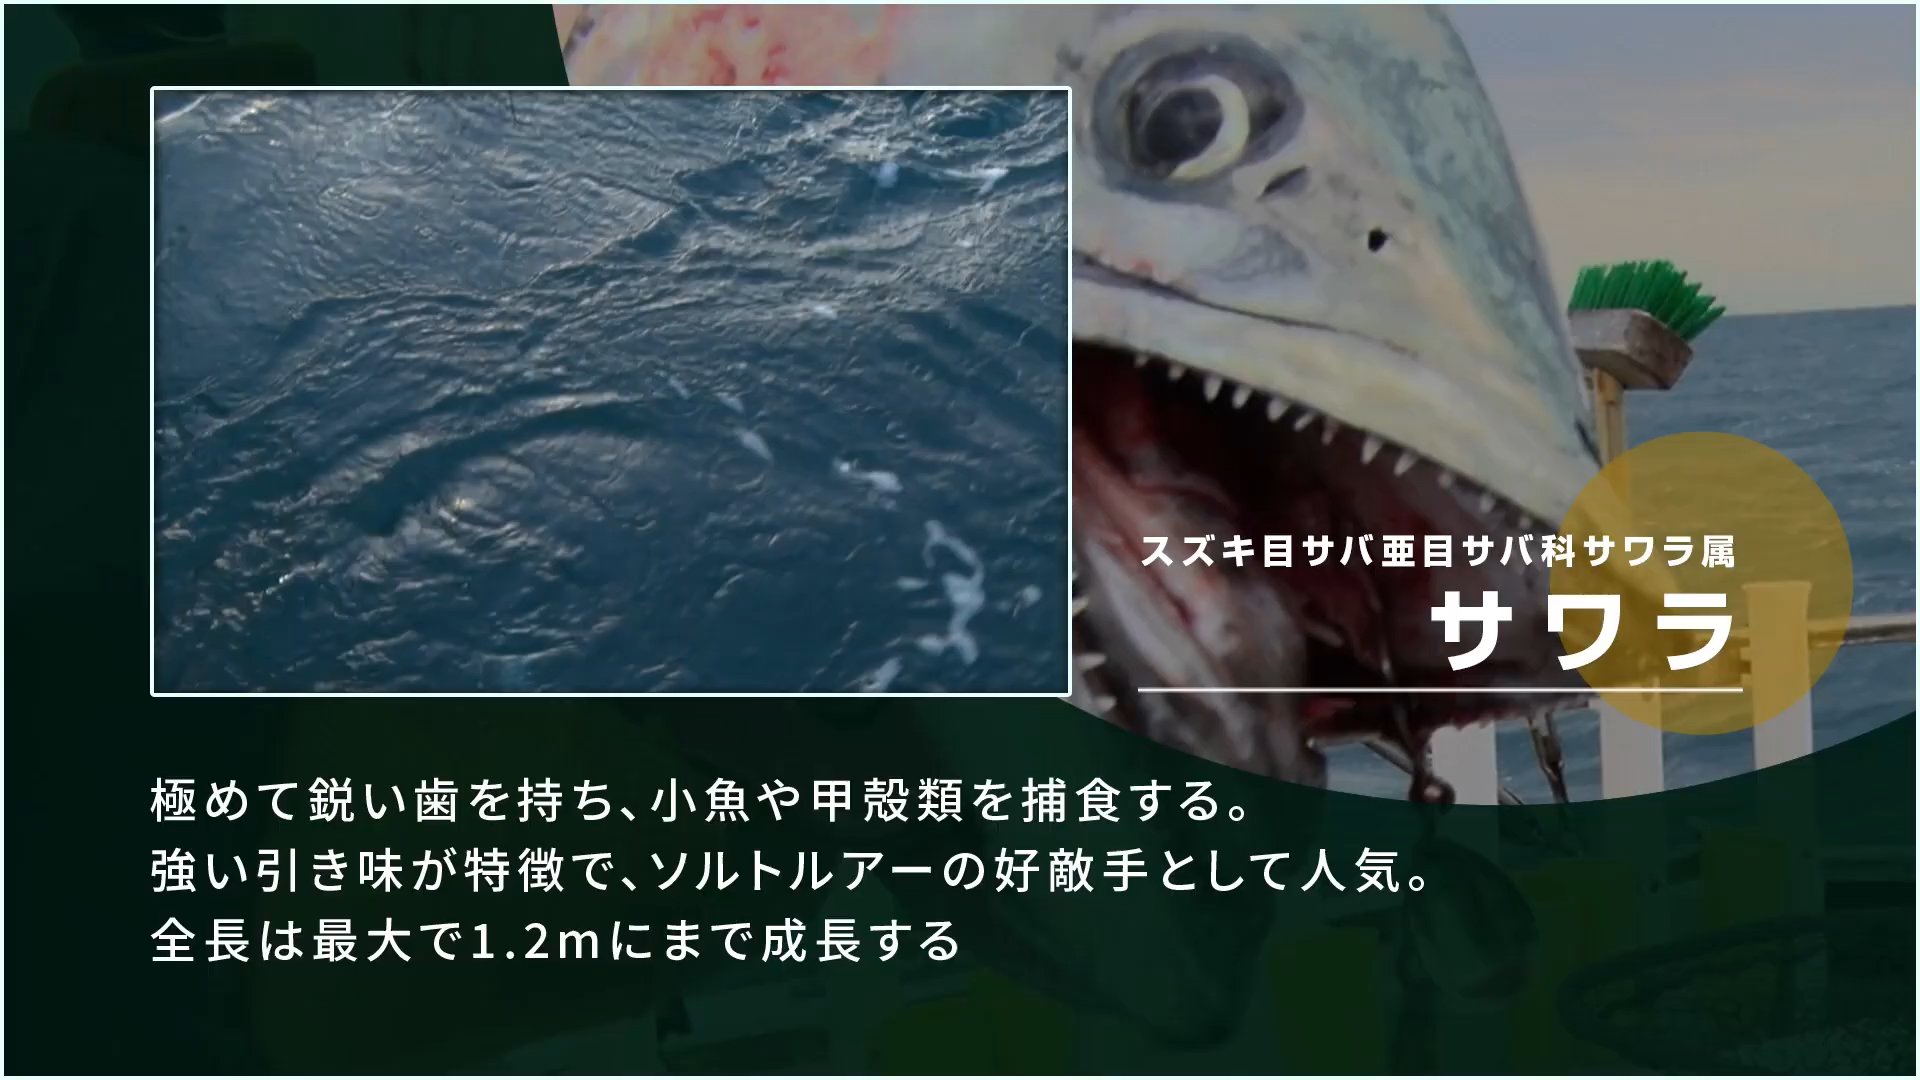 スズキ目サバ亜目サバ科サワラ属
サワラ
極めて鋭い歯を持ち、小魚や甲殻類を捕食する。
強い引き味が特徴で、ソルトルアーの好敵手として人気。
全長は最大で1.2mにまで成長する